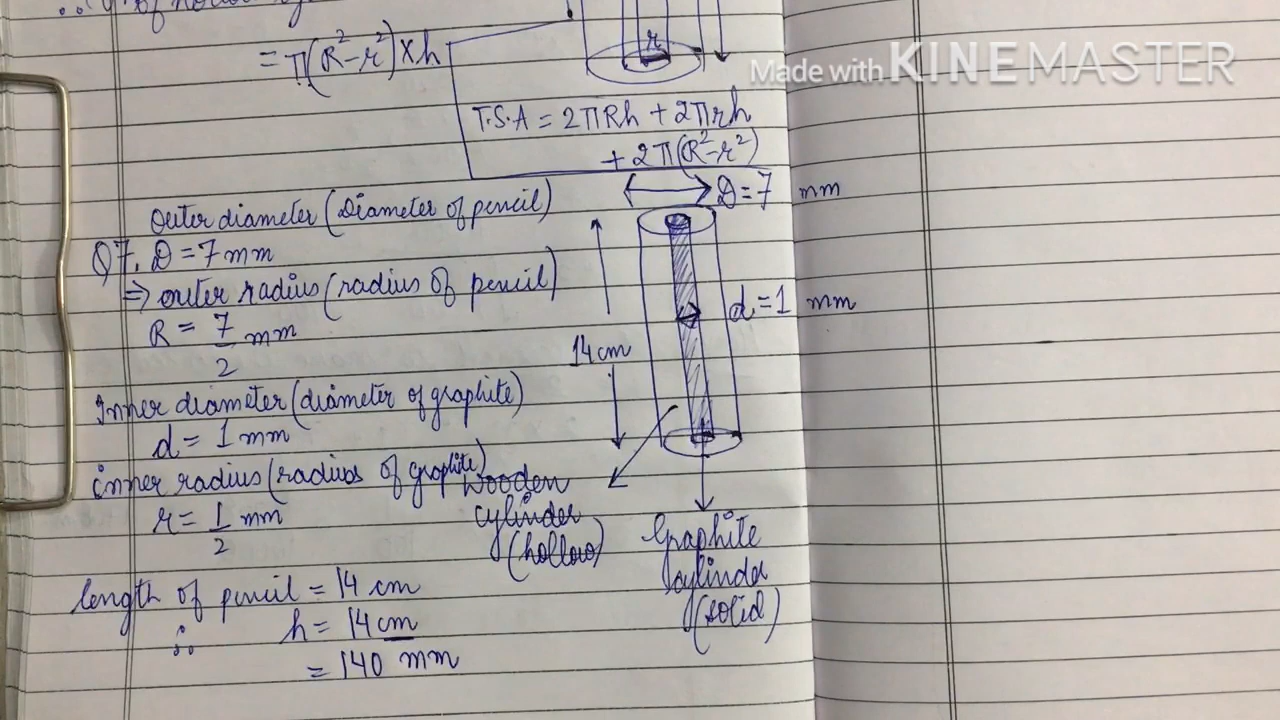 = π(R²-r²)×h
r
Made with KINEMASTER
T.S.A = 2πRh + 2πrh
+ 2π(R²-r²)
D=7 mm
outer diameter (Diameter of pencil)
Q7. D = 7 mm
⇒ outer radius (radius of pencil)
R = 7/2 mm
d=1 mm
14 cm
Inner diameter (diameter of graphite)
d = 1 mm
inner radius (radius of graphite)
r = 1/2 mm
wooden
cylinder
(hollow)
Graphite
cylinder
(solid)
length of pencil = 14 cm
∴ h = 14 cm
= 140 mm